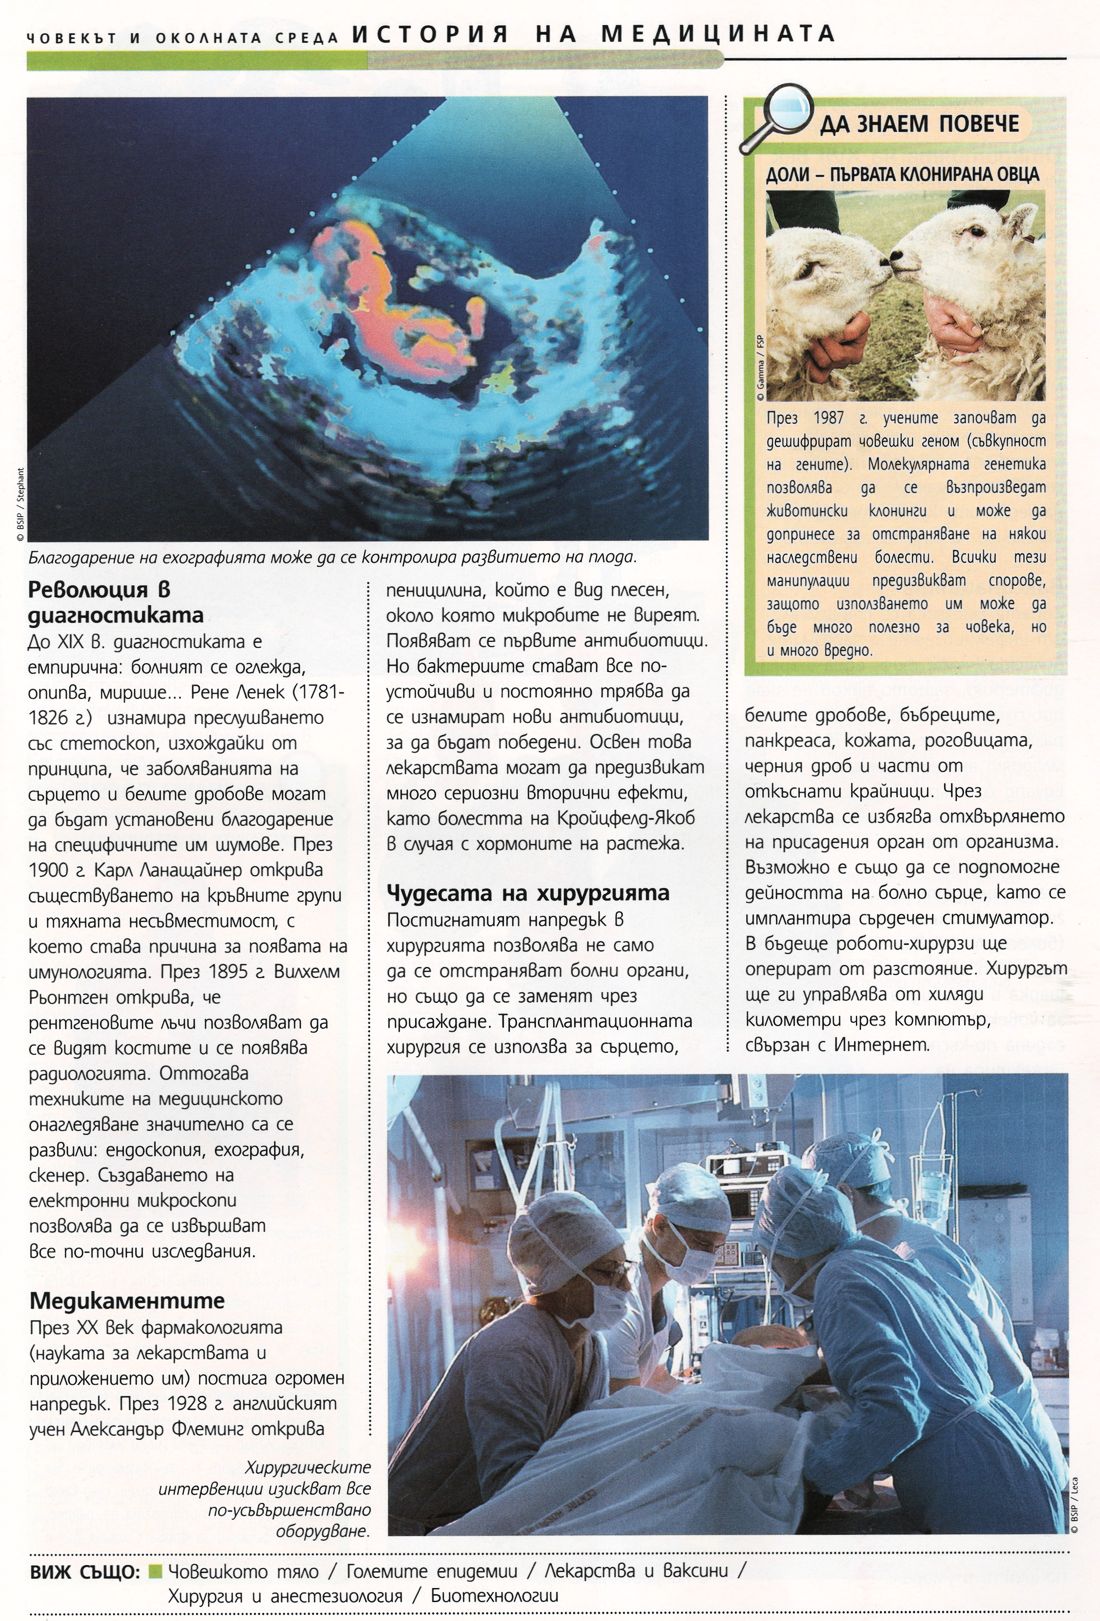 ЧОВЕКЪТ И ОКОЛНАТА СРЕДА ИСТОРИЯ НА МЕДИЦИНАТА
© BSIP / Stephant
Благодарение на ехографията може да се контролира развитието на плода.
Революция в
диагностиката
До XIX в. диагностиката е
емпирична: болният се оглежда,
опипва, мирише... Рене Ленек (1781-
1826 г.) изнамира преслушването
със стетоскоп, изхождайки от
принципа, че заболяванията на
сърцето и белите дробове могат
да бъдат установени благодарение
на специфичните им шумове. През
1900 г. Карл Ланащайнер открива
съществуването на кръвните групи
и тяхната несъвместимост, с
което става причина за появата на
имунологията. През 1895 г. Вилхелм
Рьонтген открива, че
рентгеновите лъчи позволяват да
се видят костите и се появява
радиологията. Оттогава
техниките на медицинското
онагледяване значително са се
развили: ендоскопия, ехография,
скенер. Създаването на
електронни микроскопи
позволява да се извършват
все по-точни изследвания.
Медикаментите
През XX век фармакологията
(науката за лекарствата и
приложението им) постига огромен
напредък. През 1928 г. английският
учен Александър Флеминг открива
пеницилина, който е вид плесен,
около която микробите не виреят.
Появяват се първите антибиотици.
Но бактериите стават все по-
устойчиви и постоянно трябва да
се изнамират нови антибиотици,
за да бъдат победени. Освен това
лекарствата могат да предизвикат
много сериозни вторични ефекти,
като болестта на Кройцфелд-Якоб
в случая с хормоните на растежа.
Чудесата на хирургията
Постигнатият напредък в
хирургията позволява не само
да се отстраняват болни органи,
но също да се заменят чрез
присаждане. Трансплантационната
хирургия се използва за сърцето,
белите дробове, бъбреците,
панкреаса, кожата, роговицата,
черния дроб и части от
откъснати крайници. Чрез
лекарства се избягва отхвърлянето
на присадения орган от организма.
Възможно е също да се подпомогне
дейността на болно сърце, като се
имплантира сърдечен стимулатор.
В бъдеще роботи-хирурзи ще
оперират от разстояние. Хирургът
ще ги управлява от хиляди
километри чрез компютър,
свързан с Интернет.
ДА ЗНАЕМ ПОВЕЧЕ
ДОЛИ – ПЪРВАТА КЛОНИРАНА ОВЦА
© Gamma / FSP
През 1987 г. учените започват да
дешифрират човешки геном (съвкупност
на гените). Молекулярната генетика
позволява да се възпроизведат
животински клонинги и може да
допринесе за отстраняване на някои
наследствени болести. Всички тези
манипулации предизвикват спорове,
защото използването им може да
бъде много полезно за човека, но
и много вредно.
Хирургическите
интервенции изискват все
по-усъвършенствано
оборудване.
© BSIP / Leca
ВИЖ СЪЩО: Човешкото тяло / Големите епидемии / Лекарства и ваксини /
Хирургия и анестезиология / Биотехнологии